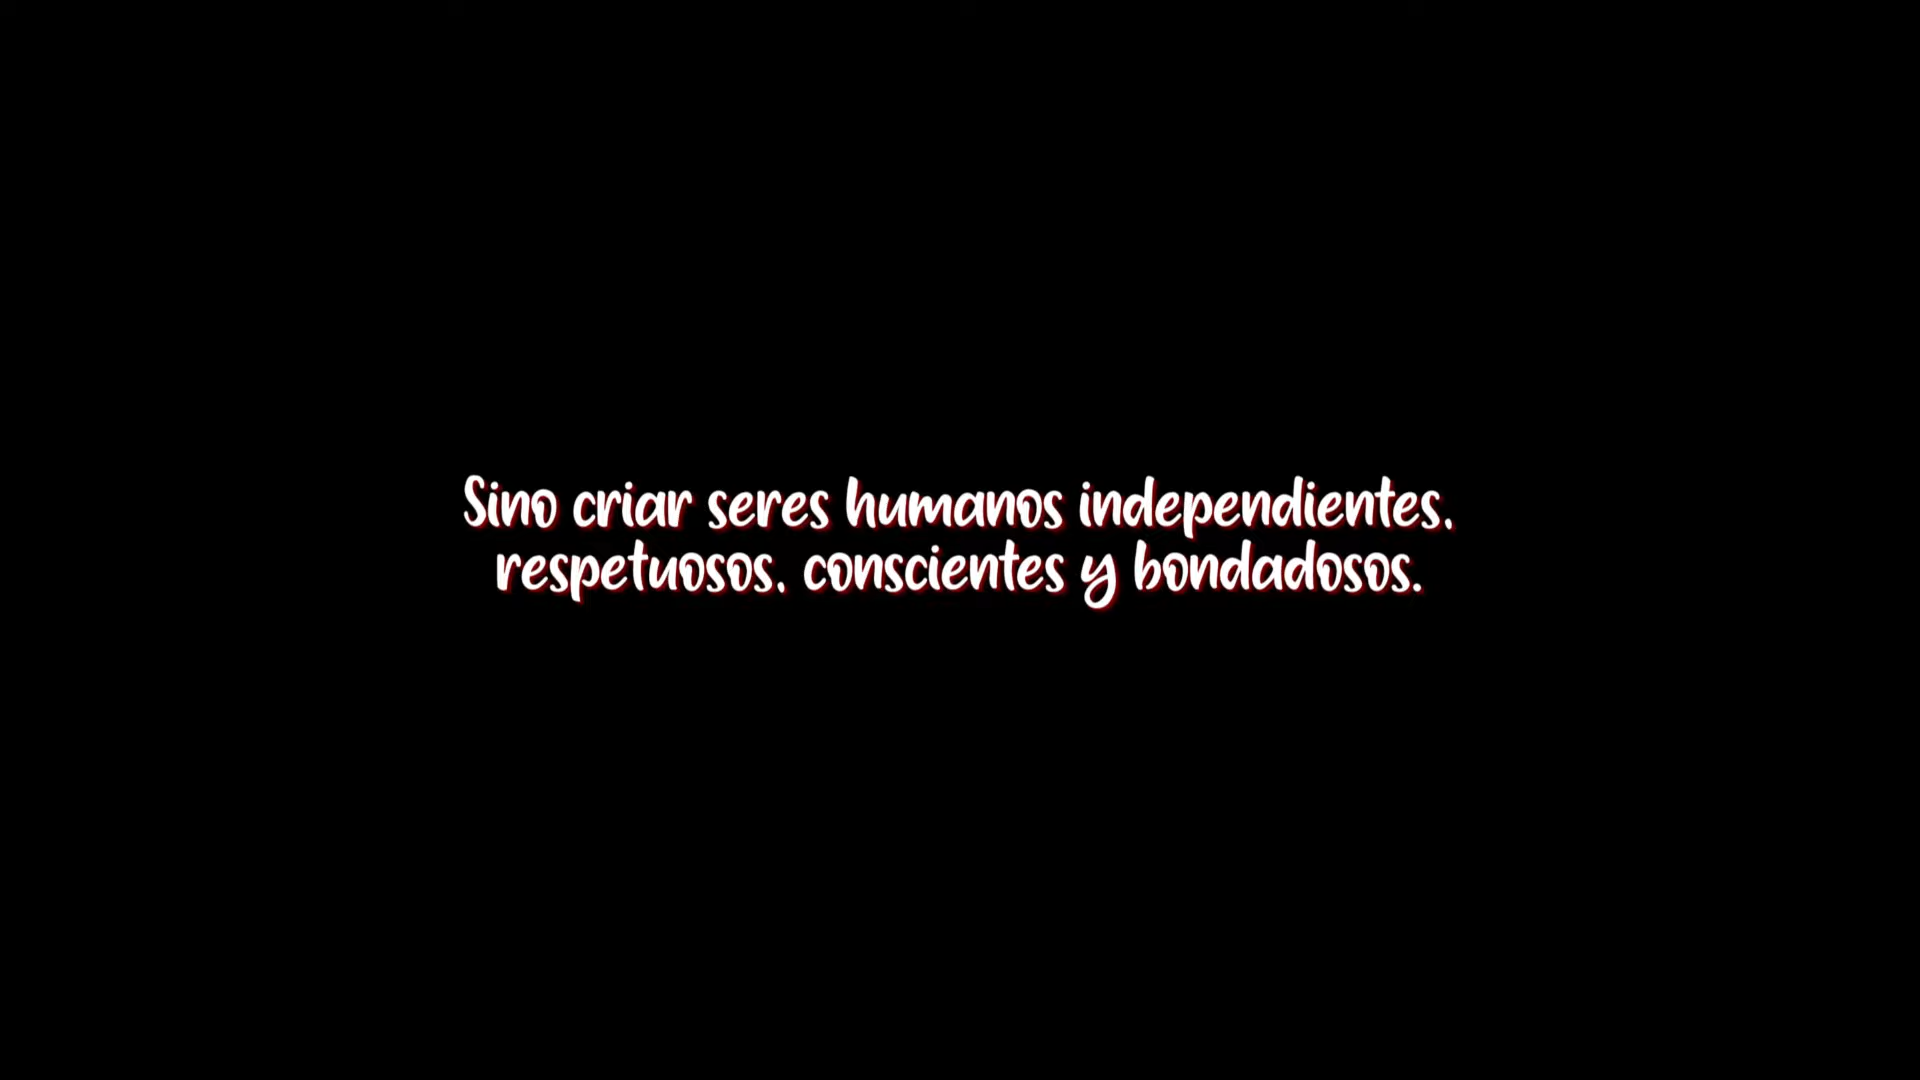 Sino criar seres humanos independientes,
respetuosos, conscientes y bondadosos.